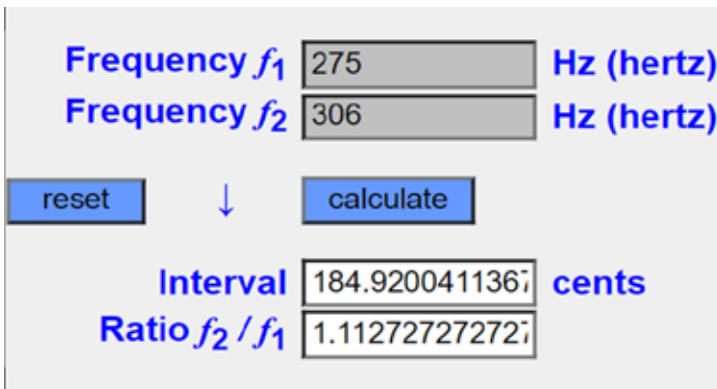 Frequency f1 275 Hz (hertz)
Frequency f2 306 Hz (hertz)
reset ↓ calculate
Interval 184.9200411367 cents
Ratio f2 / f1 1.112727272727